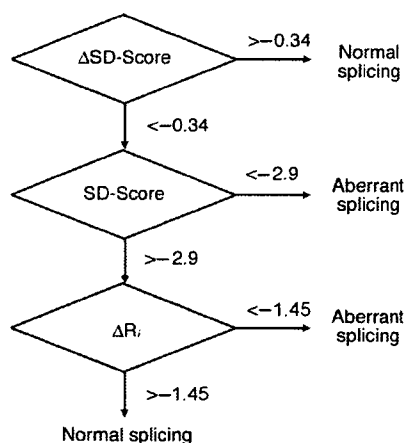 ΔSD-Score
>−0.34
Normal
splicing
<−0.34
SD-Score
<−2.9
Aberrant
splicing
>−2.9
ΔRi
<−1.45
Aberrant
splicing
>−1.45
Normal splicing